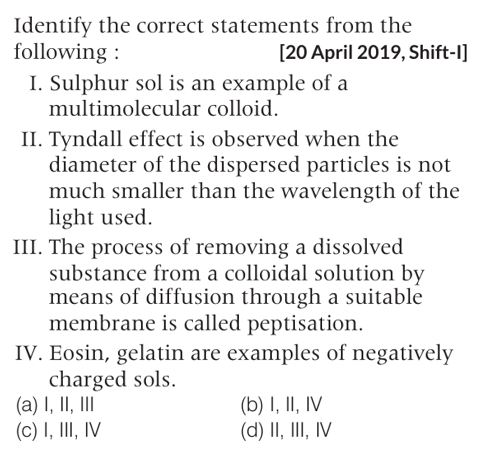 Identify the correct statements from the
following : [20 April 2019, Shift-I]
I. Sulphur sol is an example of a
multimolecular colloid.
II. Tyndall effect is observed when the
diameter of the dispersed particles is not
much smaller than the wavelength of the
light used.
III. The process of removing a dissolved
substance from a colloidal solution by
means of diffusion through a suitable
membrane is called peptisation.
IV. Eosin, gelatin are examples of negatively
charged sols.
(a) I, II, III (b) I, II, IV
(c) I, III, IV (d) II, III, IV